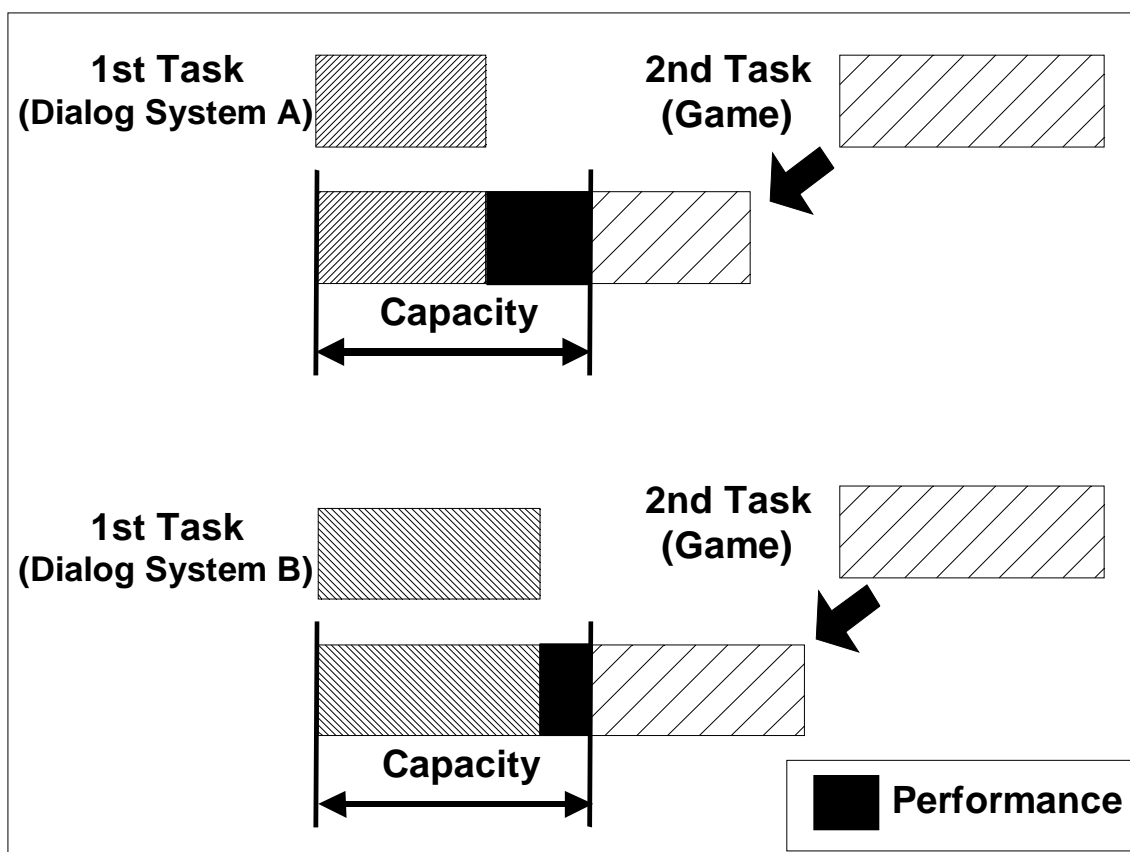 1st Task
(Dialog System A)
2nd Task
(Game)
Capacity
1st Task
(Dialog System B)
2nd Task
(Game)
Capacity
Performance